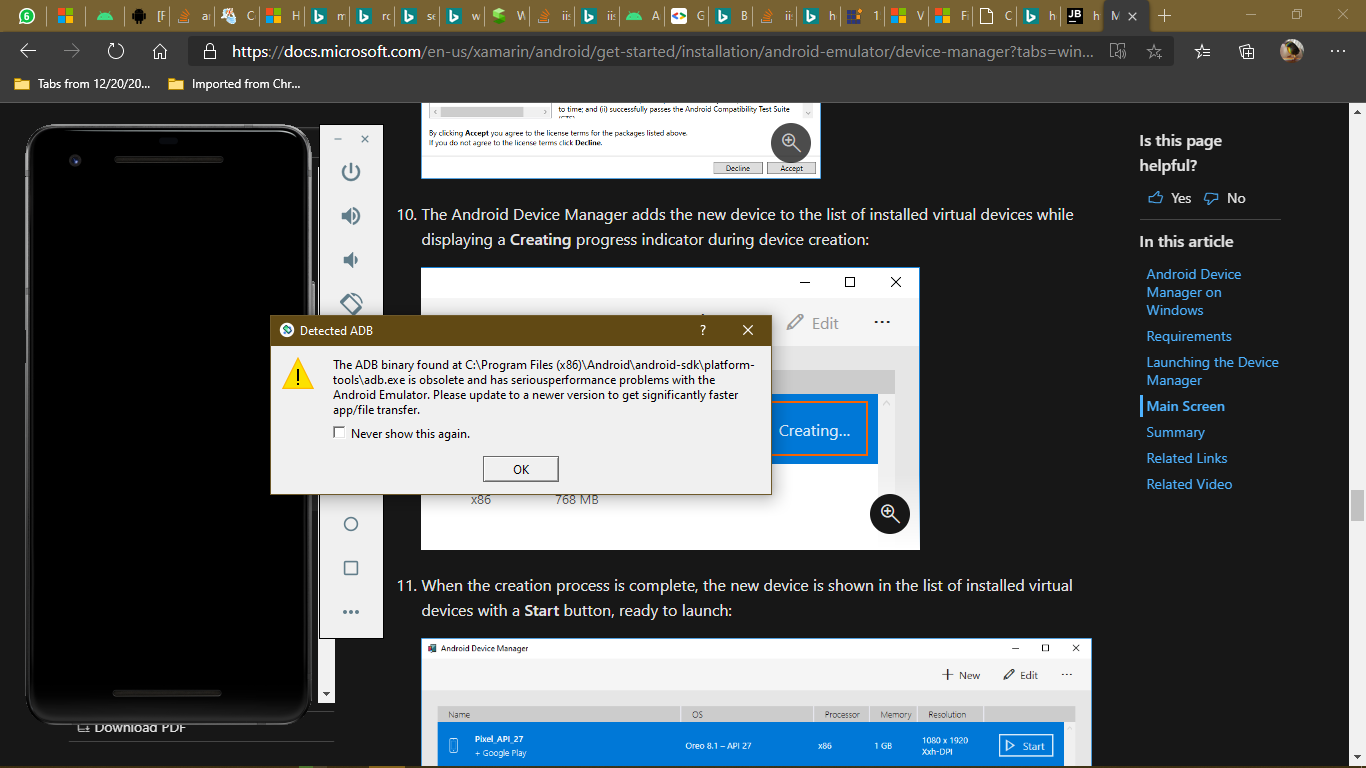 https://docs.microsoft.com/en-us/xamarin/android/get-started/installation/android-emulator/device-manager?tabs=win...
Tabs from 12/20/20... Imported from Chr...
to time; and (ii) successfully passes the Android Compatibility Test Suite
By clicking Accept you agree to the license terms for the packages listed above.
If you do not agree to the license terms click Decline.
Decline Accept
10. The Android Device Manager adds the new device to the list of installed virtual devices while
displaying a Creating progress indicator during device creation:
Edit
Detected ADB
The ADB binary found at C:\Program Files (x86)\Android\android-sdk\platform-
tools\adb.exe is obsolete and has seriousperformance problems with the
Android Emulator. Please update to a newer version to get significantly faster
app/file transfer.
Never show this again.
OK
Creating...
x86 768 MB
11. When the creation process is complete, the new device is shown in the list of installed virtual
devices with a Start button, ready to launch:
Android Device Manager
New Edit
Name OS Processor Memory Resolution
Pixel_API_27
+ Google Play
Oreo 8.1 – API 27 x86 1 GB
1080 x 1920
Xxh-DPI
Start
Download PDF
Is this page
helpful?
Yes No
In this article
Android Device
Manager on
Windows
Requirements
Launching the Device
Manager
Main Screen
Summary
Related Links
Related Video